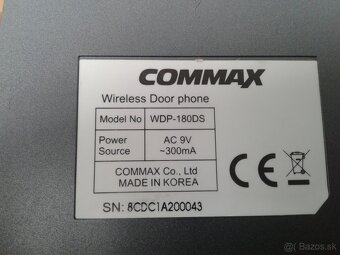 COMMAX
Wireless Door phone
Model No WDP-180DS
Power Source AC 9V ~300mA
COMMAX Co., Ltd
MADE IN KOREA
CE
SN: 8CDC1A200043
bazos.sk